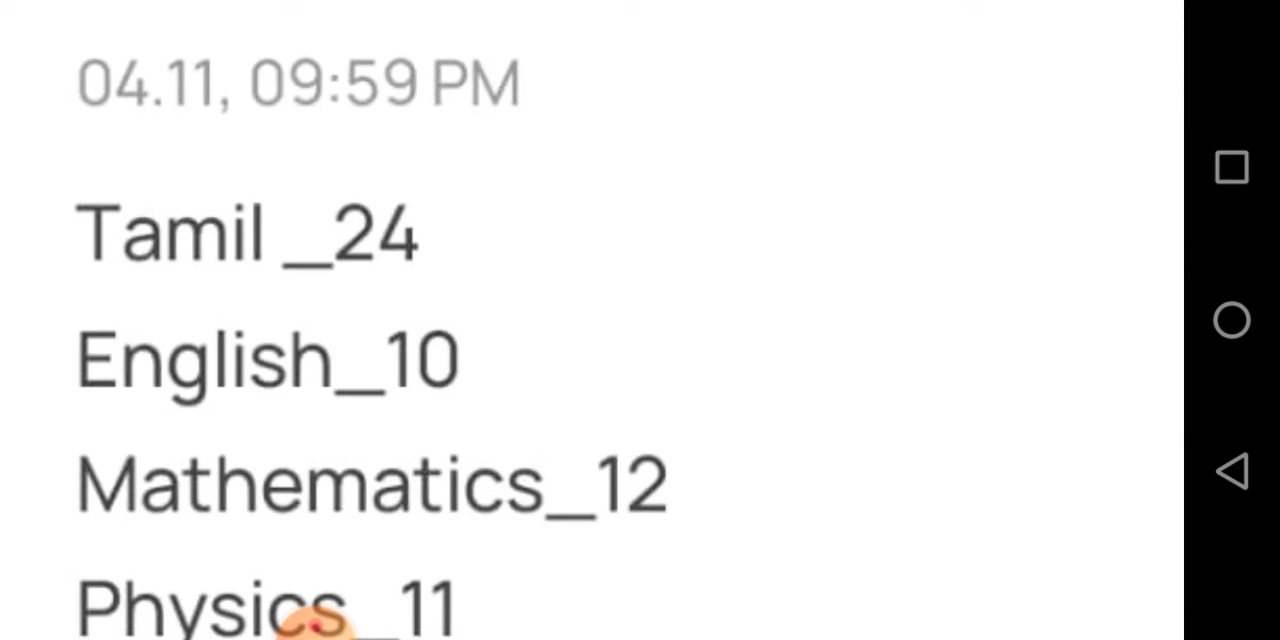 04.11, 09:59 PM
Tamil _24
English_10
Mathematics_12
Physics_11